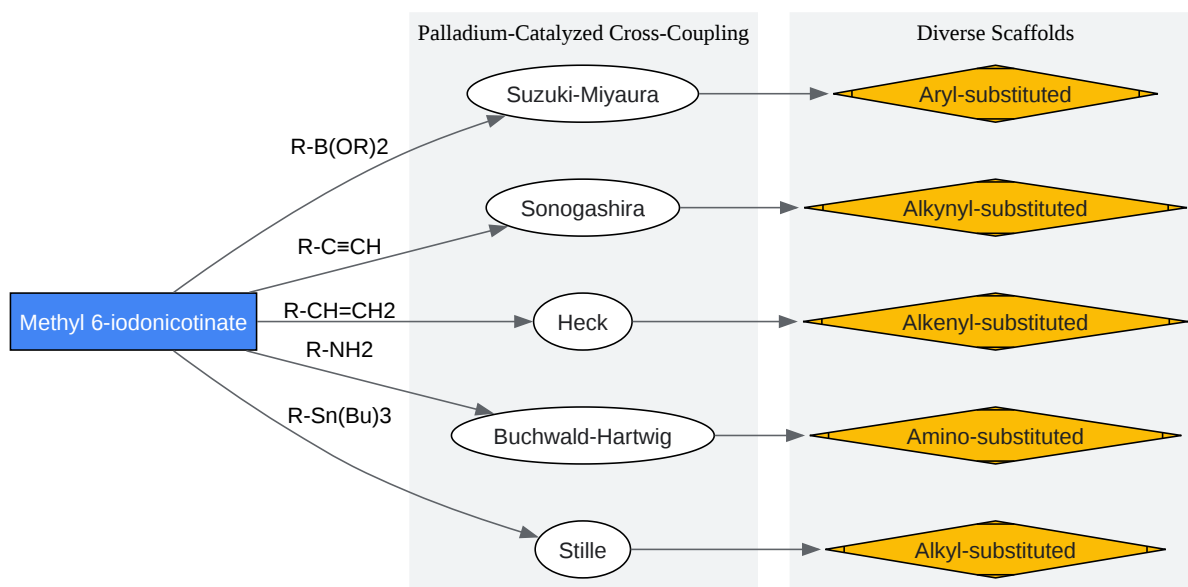 Palladium-Catalyzed Cross-Coupling
Diverse Scaffolds
Suzuki-Miyaura
Aryl-substituted
R-B(OR)2
Sonogashira
Alkynyl-substituted
R-C≡CH
Methyl 6-iodonicotinate
R-CH=CH2
Heck
Alkenyl-substituted
R-NH2
R-Sn(Bu)3
Buchwald-Hartwig
Amino-substituted
Stille
Alkyl-substituted